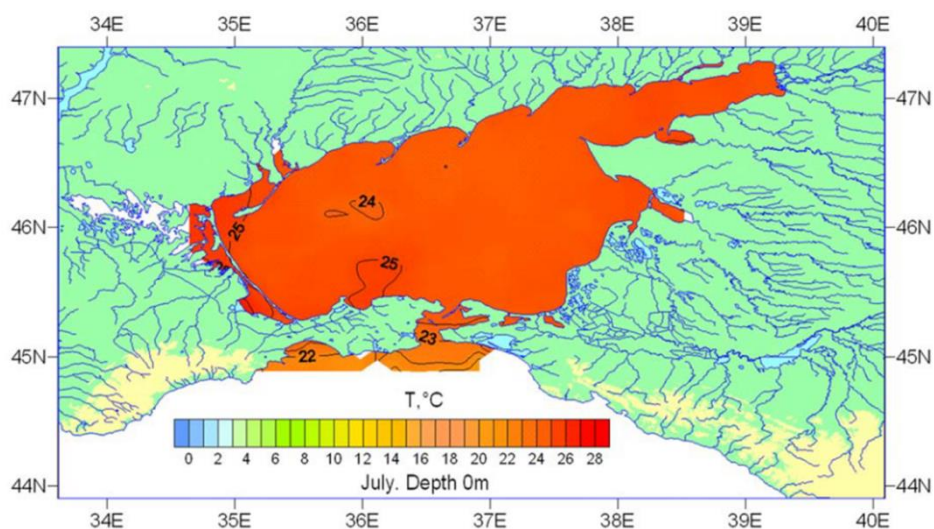 34E 35E 36E 37E 38E 39E 40E
47N 47N
24
46N 25 46N
25
23
45N 22 45N
T,°C
0 2 4 6 8 10 12 14 16 18 20 22 24 26 28
44N July. Depth 0m 44N
34E 35E 36E 37E 38E 39E 40E